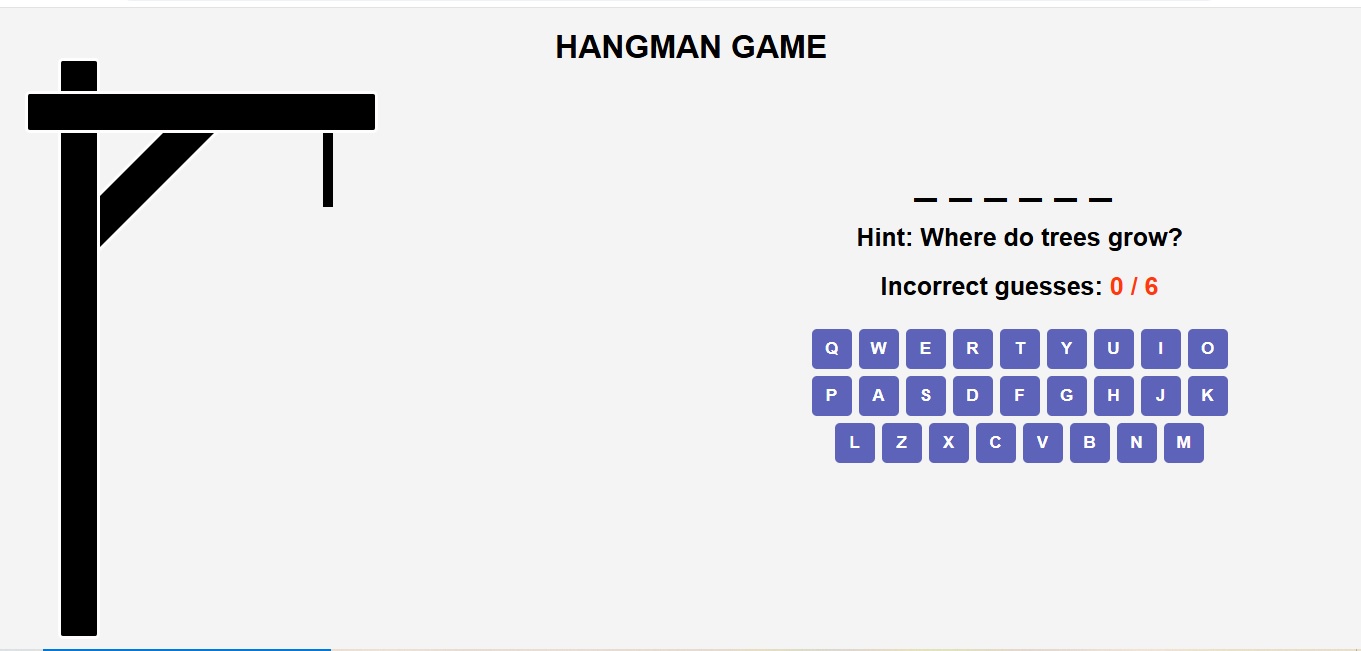 HANGMAN GAME
_ _ _ _ _ _
Hint: Where do trees grow?
Incorrect guesses: 0 / 6
Q W E R T Y U I O
P A S D F G H J K
L Z X C V B N M